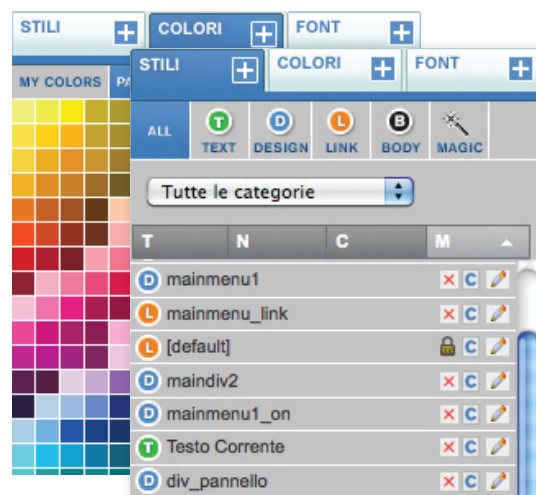 STILI COLORI FONT
MY COLORS
STILI COLORI FONT
ALL T TEXT D DESIGN L LINK B BODY MAGIC
Tutte le categorie
T N C M
D mainmenu1 C
L mainmenu_link C
L [default] C
D maindiv2 C
D mainmenu1_on C
T Testo Corrente C
D div_pannello C